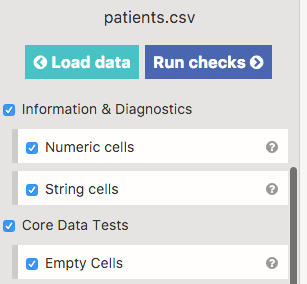 patients.csv
Load data Run checks
Information & Diagnostics
Numeric cells ?
String cells ?
Core Data Tests
Empty Cells ?